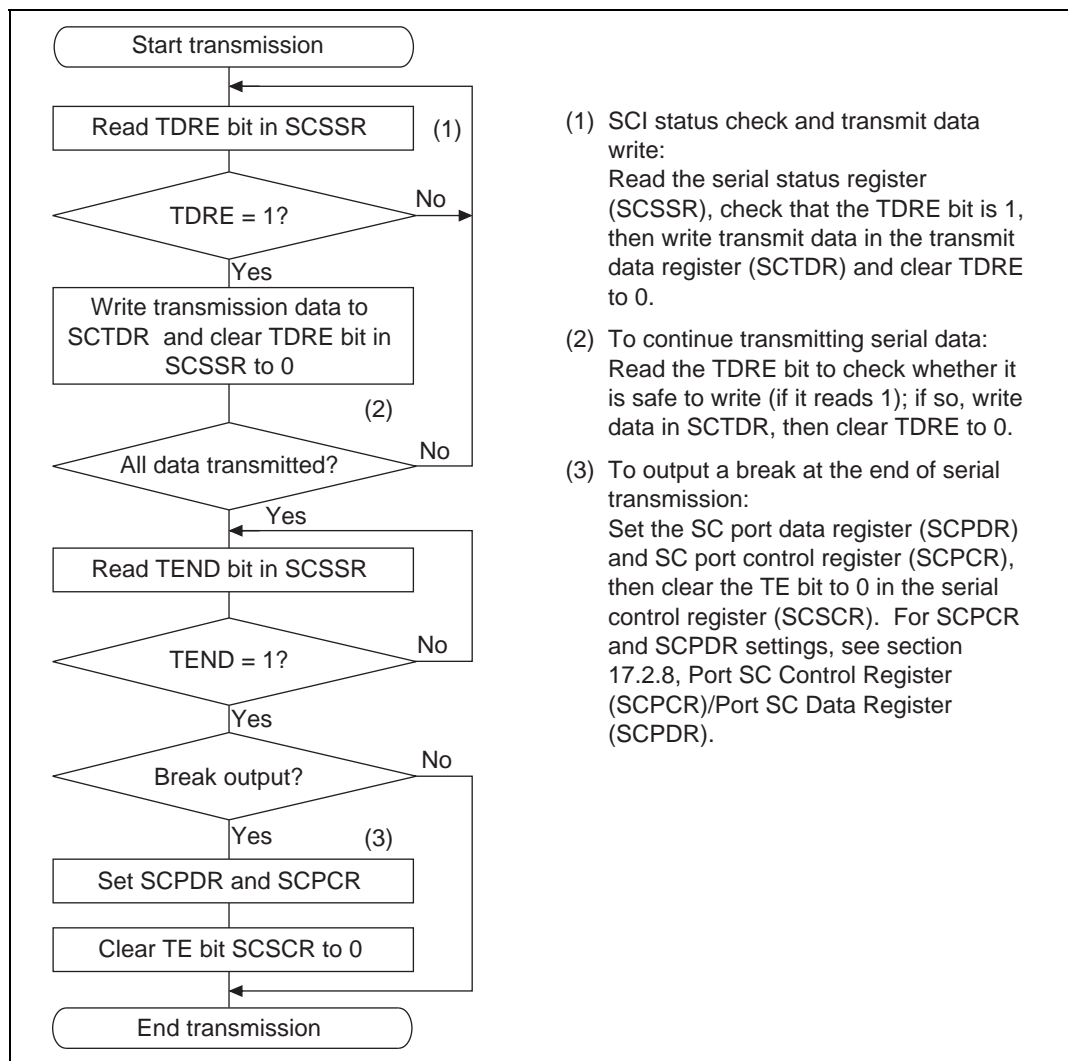 Start transmission
Read TDRE bit in SCSSR
(1)
TDRE = 1?
No
Yes
Write transmission data to
SCTDR and clear TDRE bit in
SCSSR to 0
(2)
All data transmitted?
No
Yes
Read TEND bit in SCSSR
TEND = 1?
No
Yes
Break output?
No
Yes
(3)
Set SCPDR and SCPCR
Clear TE bit SCSCR to 0
End transmission
(1) SCI status check and transmit data
write:
Read the serial status register
(SCSSR), check that the TDRE bit is 1,
then write transmit data in the transmit
data register (SCTDR) and clear TDRE
to 0.
(2) To continue transmitting serial data:
Read the TDRE bit to check whether it
is safe to write (if it reads 1); if so, write
data in SCTDR, then clear TDRE to 0.
(3) To output a break at the end of serial
transmission:
Set the SC port data register (SCPDR)
and SC port control register (SCPCR),
then clear the TE bit to 0 in the serial
control register (SCSCR). For SCPCR
and SCPDR settings, see section
17.2.8, Port SC Control Register
(SCPCR)/Port SC Data Register
(SCPDR).